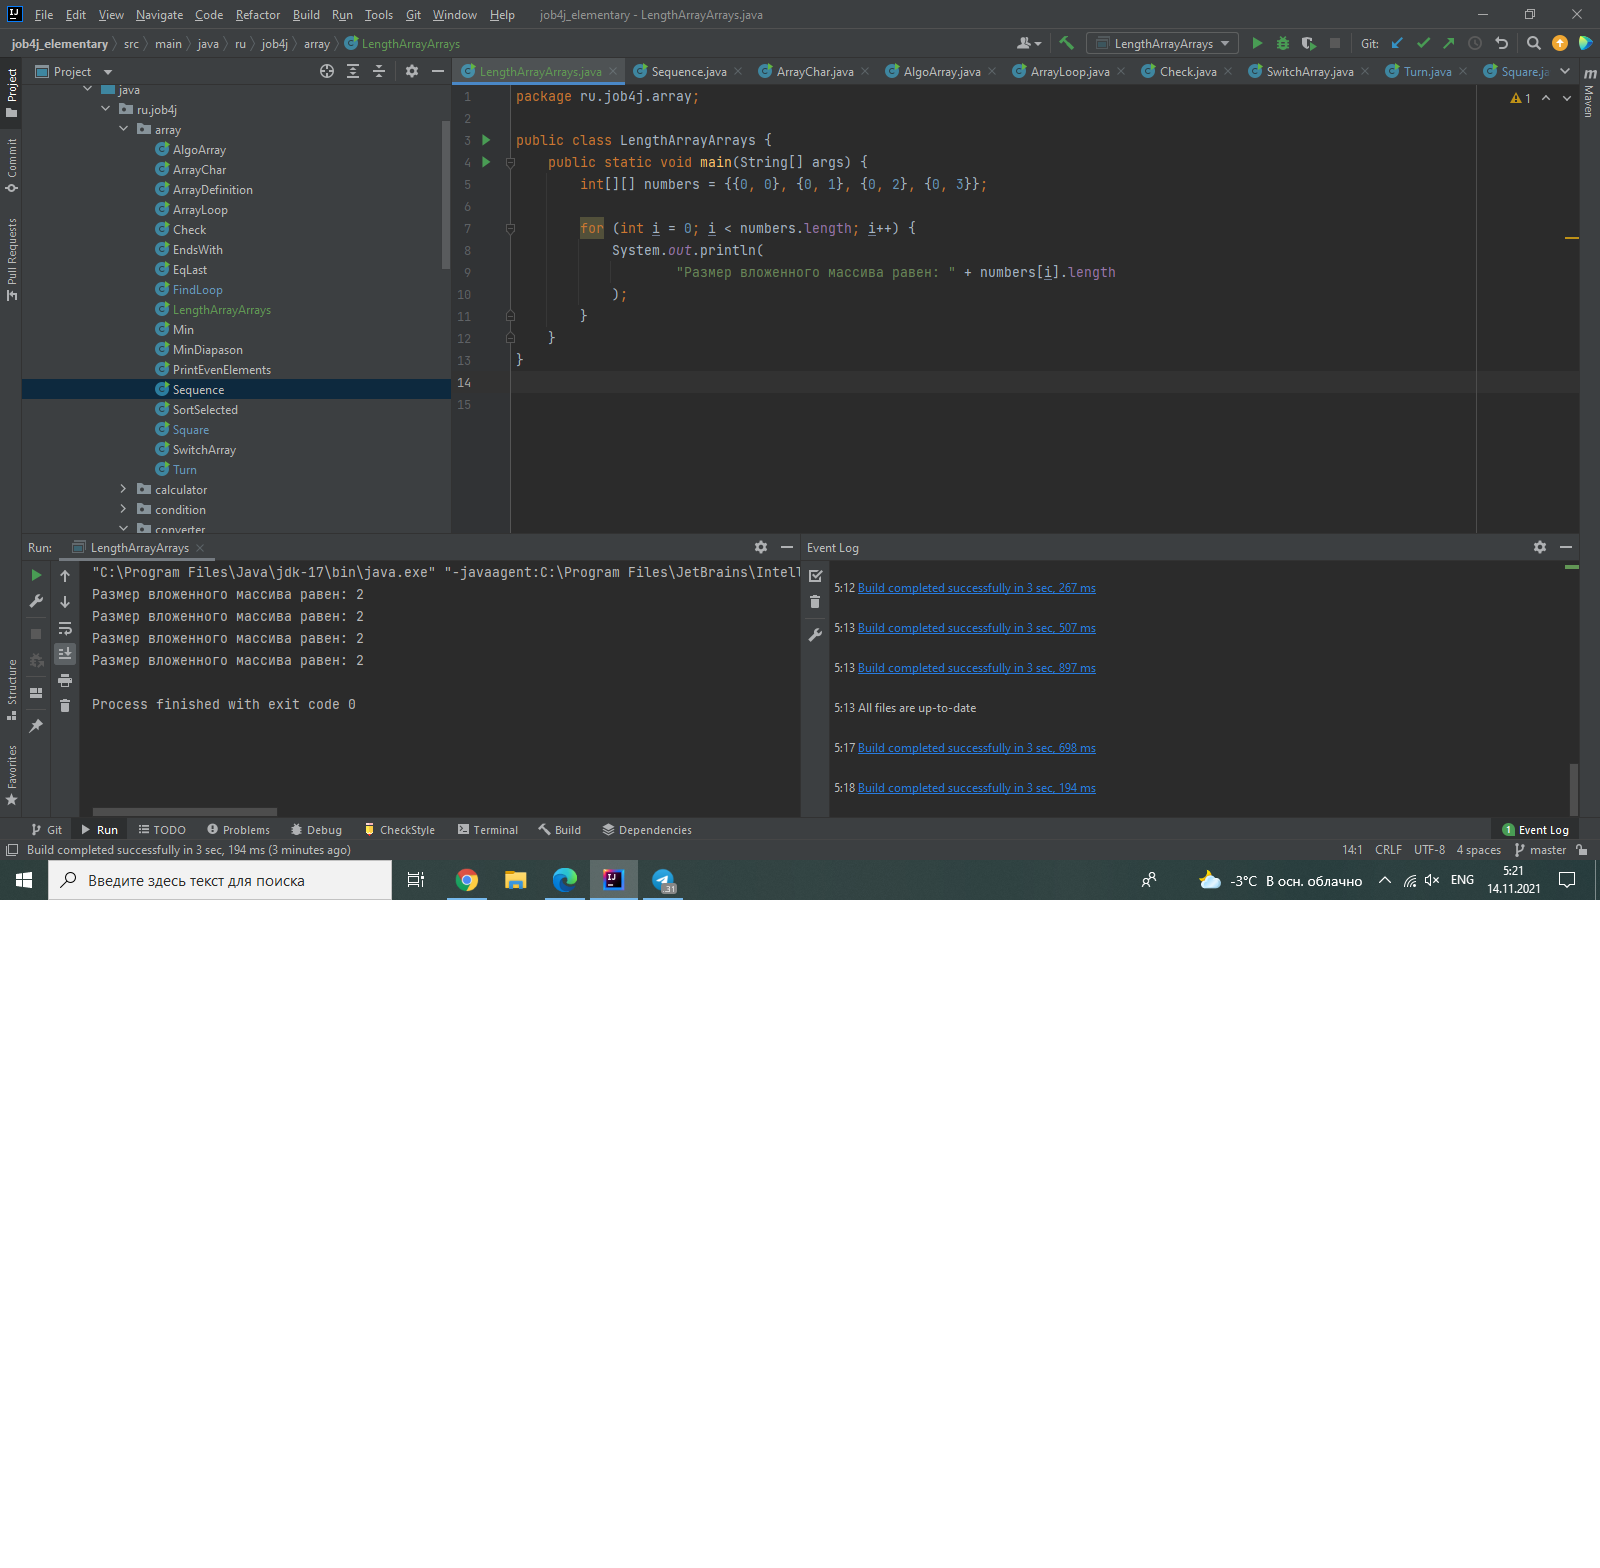 File Edit View Navigate Code Refactor Build Run Tools Git Window Help job4j_elementary - LengthArrayArrays.java
job4j_elementary src main java ru job4j array LengthArrayArrays
LengthArrayArrays Git:
Project
LengthArrayArrays.java Sequence.java ArrayChar.java AlgoArray.java ArrayLoop.java Check.java SwitchArray.java Turn.java Square.ja
Project
Commit
Pull Requests
Structure
Favorites
Maven
java
ru.job4j
array
AlgoArray
ArrayChar
ArrayDefinition
ArrayLoop
Check
EndsWith
EqLast
FindLoop
LengthArrayArrays
Min
MinDiapason
PrintEvenElements
Sequence
SortSelected
Square
SwitchArray
Turn
calculator
condition
converter
1 package ru.job4j.array;
2
3 public class LengthArrayArrays {
4 public static void main(String[] args) {
5 int[][] numbers = {{0, 0}, {0, 1}, {0, 2}, {0, 3}};
6
7 for (int i = 0; i < numbers.length; i++) {
8 System.out.println(
9 "Размер вложенного массива равен: " + numbers[i].length
10 );
11 }
12 }
13 }
14
15
1
Run: LengthArrayArrays
"C:\Program Files\Java\jdk-17\bin\java.exe" "-javaagent:C:\Program Files\JetBrains\Intell
Размер вложенного массива равен: 2
Размер вложенного массива равен: 2
Размер вложенного массива равен: 2
Размер вложенного массива равен: 2
Process finished with exit code 0
Event Log
5:12 Build completed successfully in 3 sec, 267 ms
5:13 Build completed successfully in 3 sec, 507 ms
5:13 Build completed successfully in 3 sec, 897 ms
5:13 All files are up-to-date
5:17 Build completed successfully in 3 sec, 698 ms
5:18 Build completed successfully in 3 sec, 194 ms
Git Run TODO Problems Debug CheckStyle Terminal Build Dependencies 1 Event Log
Build completed successfully in 3 sec, 194 ms (3 minutes ago) 14:1 CRLF UTF-8 4 spaces master
Введите здесь текст для поиска 31 -3°C В осн. облачно ENG 5:21
14.11.2021